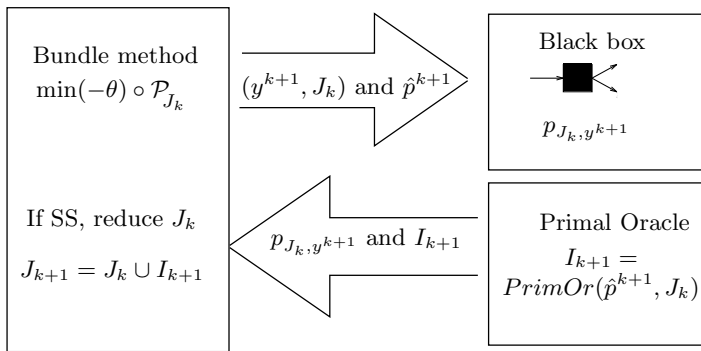 Bundle method
min(−θ) ∘ 𝒫_{J_k}
If SS, reduce J_k
J_{k+1} = J_k ∪ I_{k+1}
(y^{k+1}, J_k) and p̂^{k+1}
p_{J_k, y^{k+1}} and I_{k+1}
Black box
p_{J_k, y^{k+1}}
Primal Oracle
I_{k+1} =
PrimOr(p̂^{k+1}, J_k)